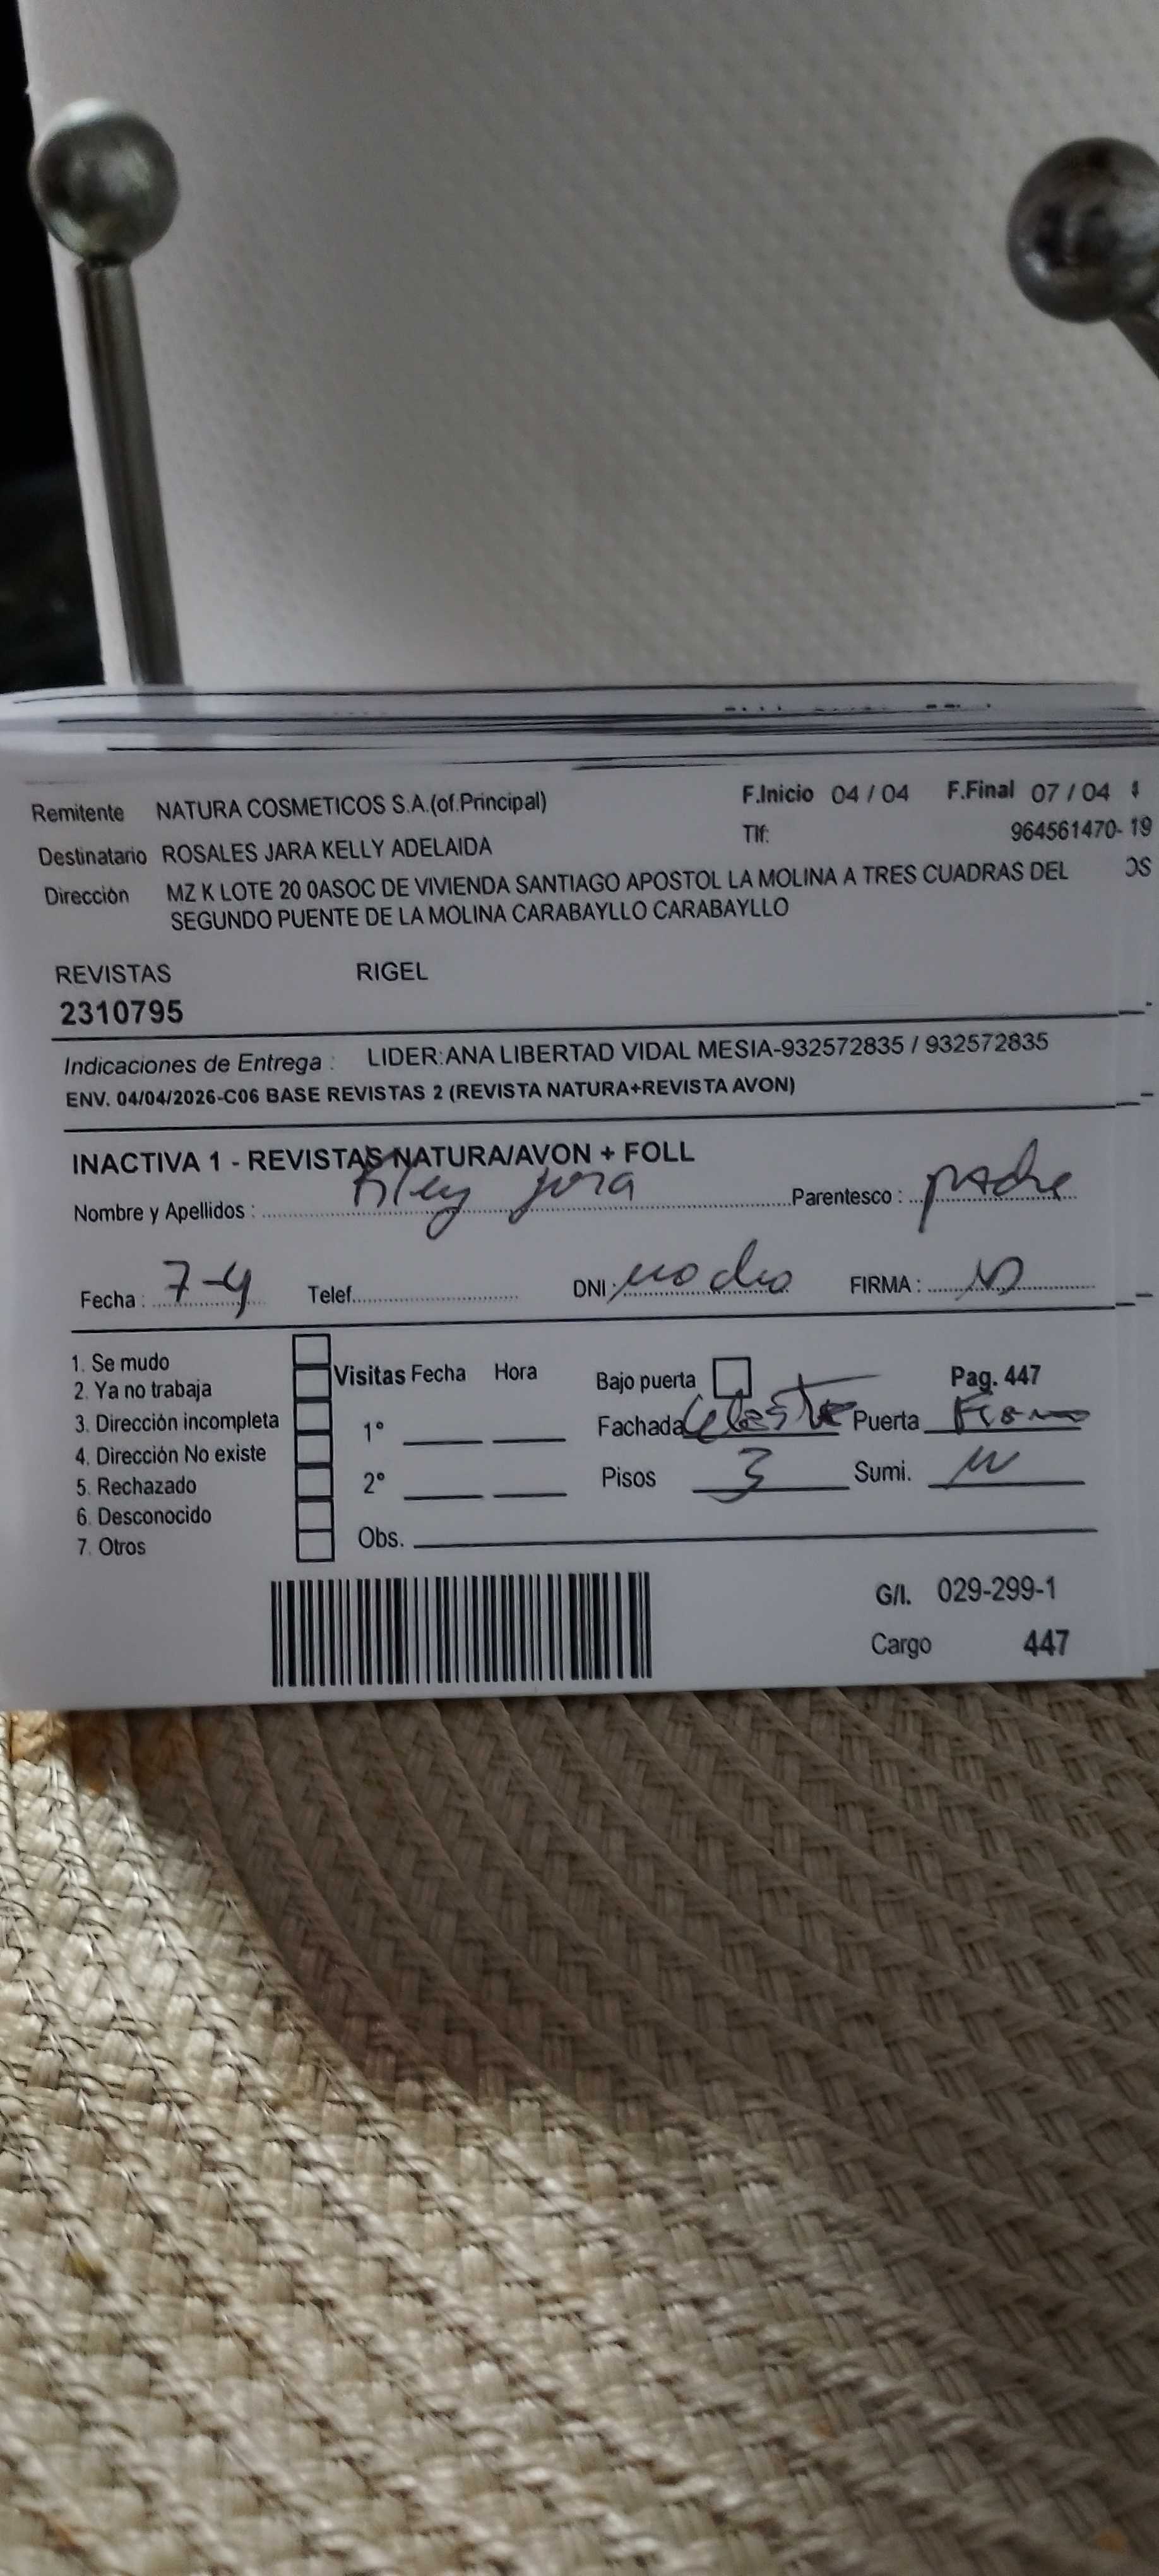 Remitente NATURA COSMETICOS S.A.(of.Principal) F.Inicio 04 / 04 F.Final 07 / 04
Destinatario ROSALES JARA KELLY ADELAIDA Tlf: 964561470- 19
Dirección MZ K LOTE 20 0ASOC DE VIVIENDA SANTIAGO APOSTOL LA MOLINA A TRES CUADRAS DEL OS
SEGUNDO PUENTE DE LA MOLINA CARABAYLLO CARABAYLLO
REVISTAS RIGEL
2310795
Indicaciones de Entrega : LIDER:ANA LIBERTAD VIDAL MESIA-932572835 / 932572835
ENV. 04/04/2026-C06 BASE REVISTAS 2 (REVISTA NATURA+REVISTA AVON)
INACTIVA 1 - REVISTAS NATURA/AVON + FOLL
Nombre y Apellidos : jara Parentesco : padre
Fecha : 7-4 Telef. DNI : no dio FIRMA :
1. Se mudo
2. Ya no trabaja Visitas Fecha Hora Bajo puerta Pag. 447
3. Dirección incompleta 1° Fachada Celeste Puerta Fierro
4. Dirección No existe
5. Rechazado 2° Pisos 3 Sumi.
6. Desconocido
7. Otros Obs.
G/I. 029-299-1
Cargo 447